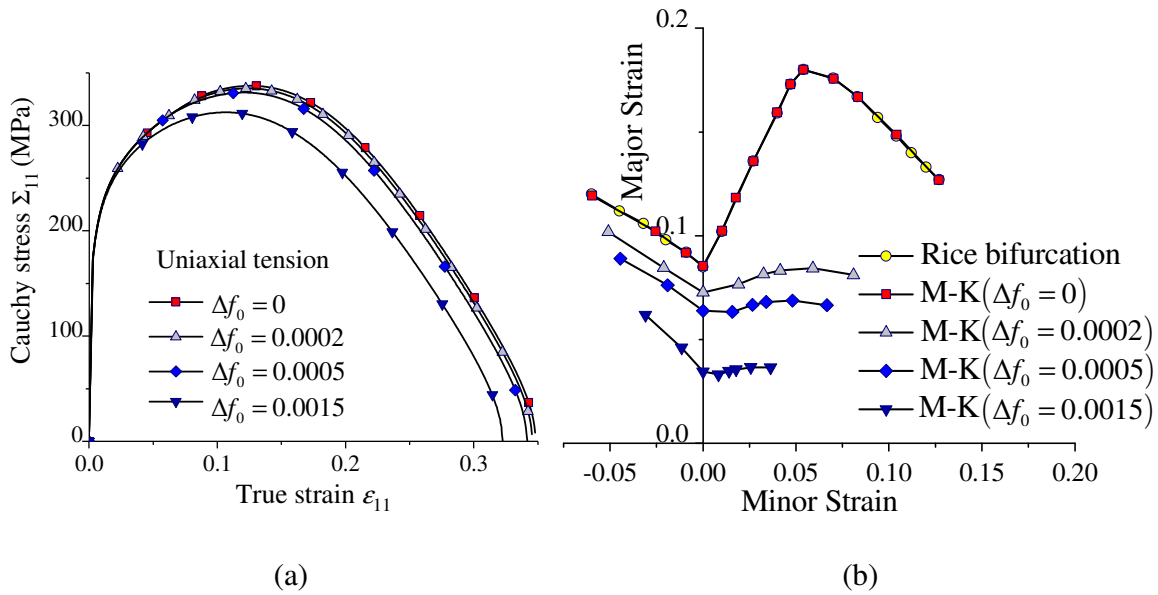 Cauchy stress Σ₁₁ (MPa)
300
200
100
0
Uniaxial tension
Δf₀ = 0
Δf₀ = 0.0002
Δf₀ = 0.0005
Δf₀ = 0.0015
0.0
0.1
0.2
0.3
True strain ε₁₁
(a)
Major Strain
0.2
0.1
0.0
Rice bifurcation
M-K(Δf₀ = 0)
M-K(Δf₀ = 0.0002)
M-K(Δf₀ = 0.0005)
M-K(Δf₀ = 0.0015)
-0.05
0.00
0.05
0.10
0.15
0.20
Minor Strain
(b)